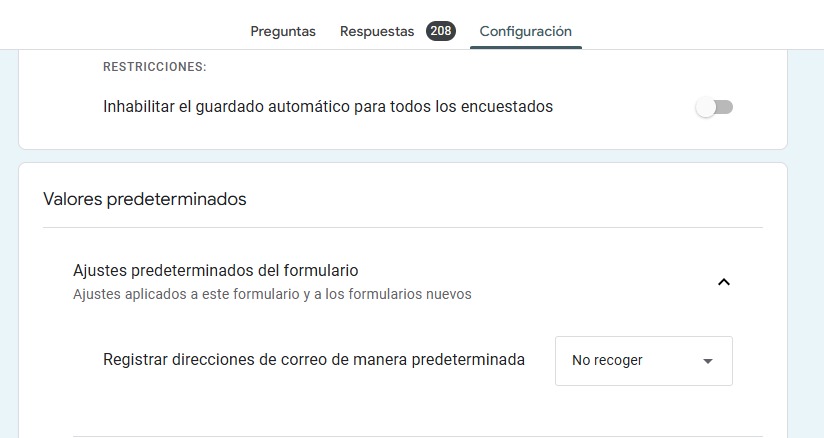 Preguntas Respuestas 208 Configuración
RESTRICCIONES:
Inhabilitar el guardado automático para todos los encuestados
Valores predeterminados
Ajustes predeterminados del formulario
Ajustes aplicados a este formulario y a los formularios nuevos
Registrar direcciones de correo de manera predeterminada No recoger